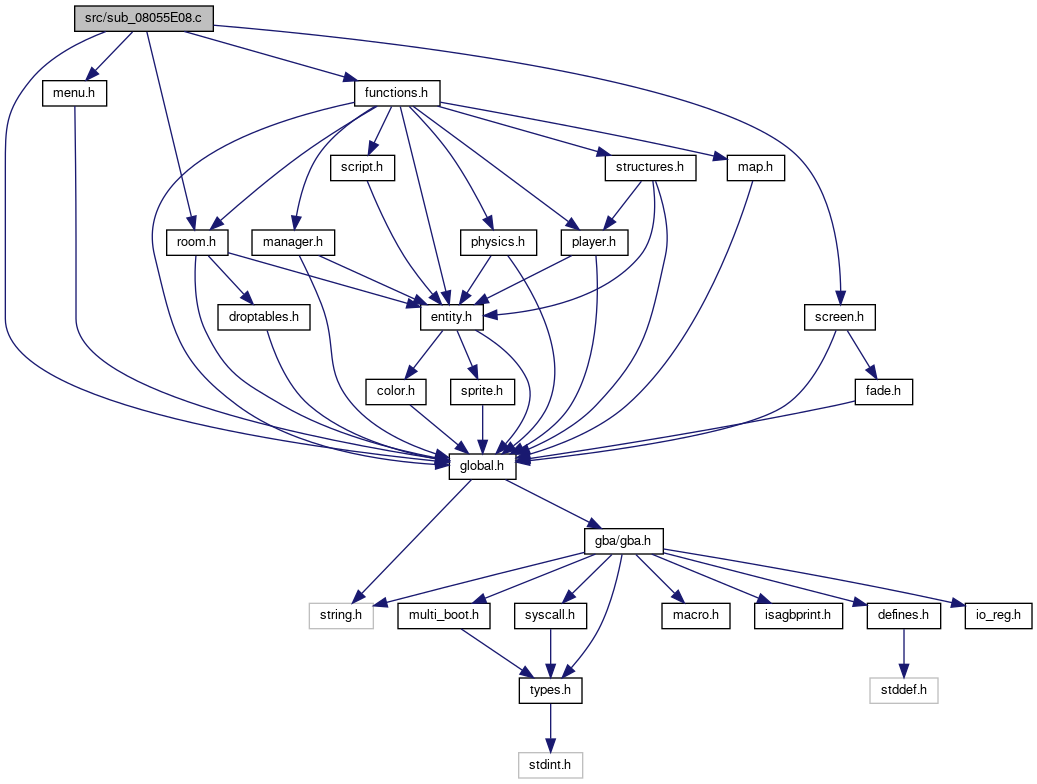 src/sub_08055E08.c
menu.h
functions.h
script.h
structures.h
map.h
room.h
manager.h
physics.h
player.h
droptables.h
entity.h
screen.h
color.h
sprite.h
fade.h
global.h
gba/gba.h
string.h
multi_boot.h
syscall.h
macro.h
isagbprint.h
defines.h
io_reg.h
types.h
stddef.h
stdint.h